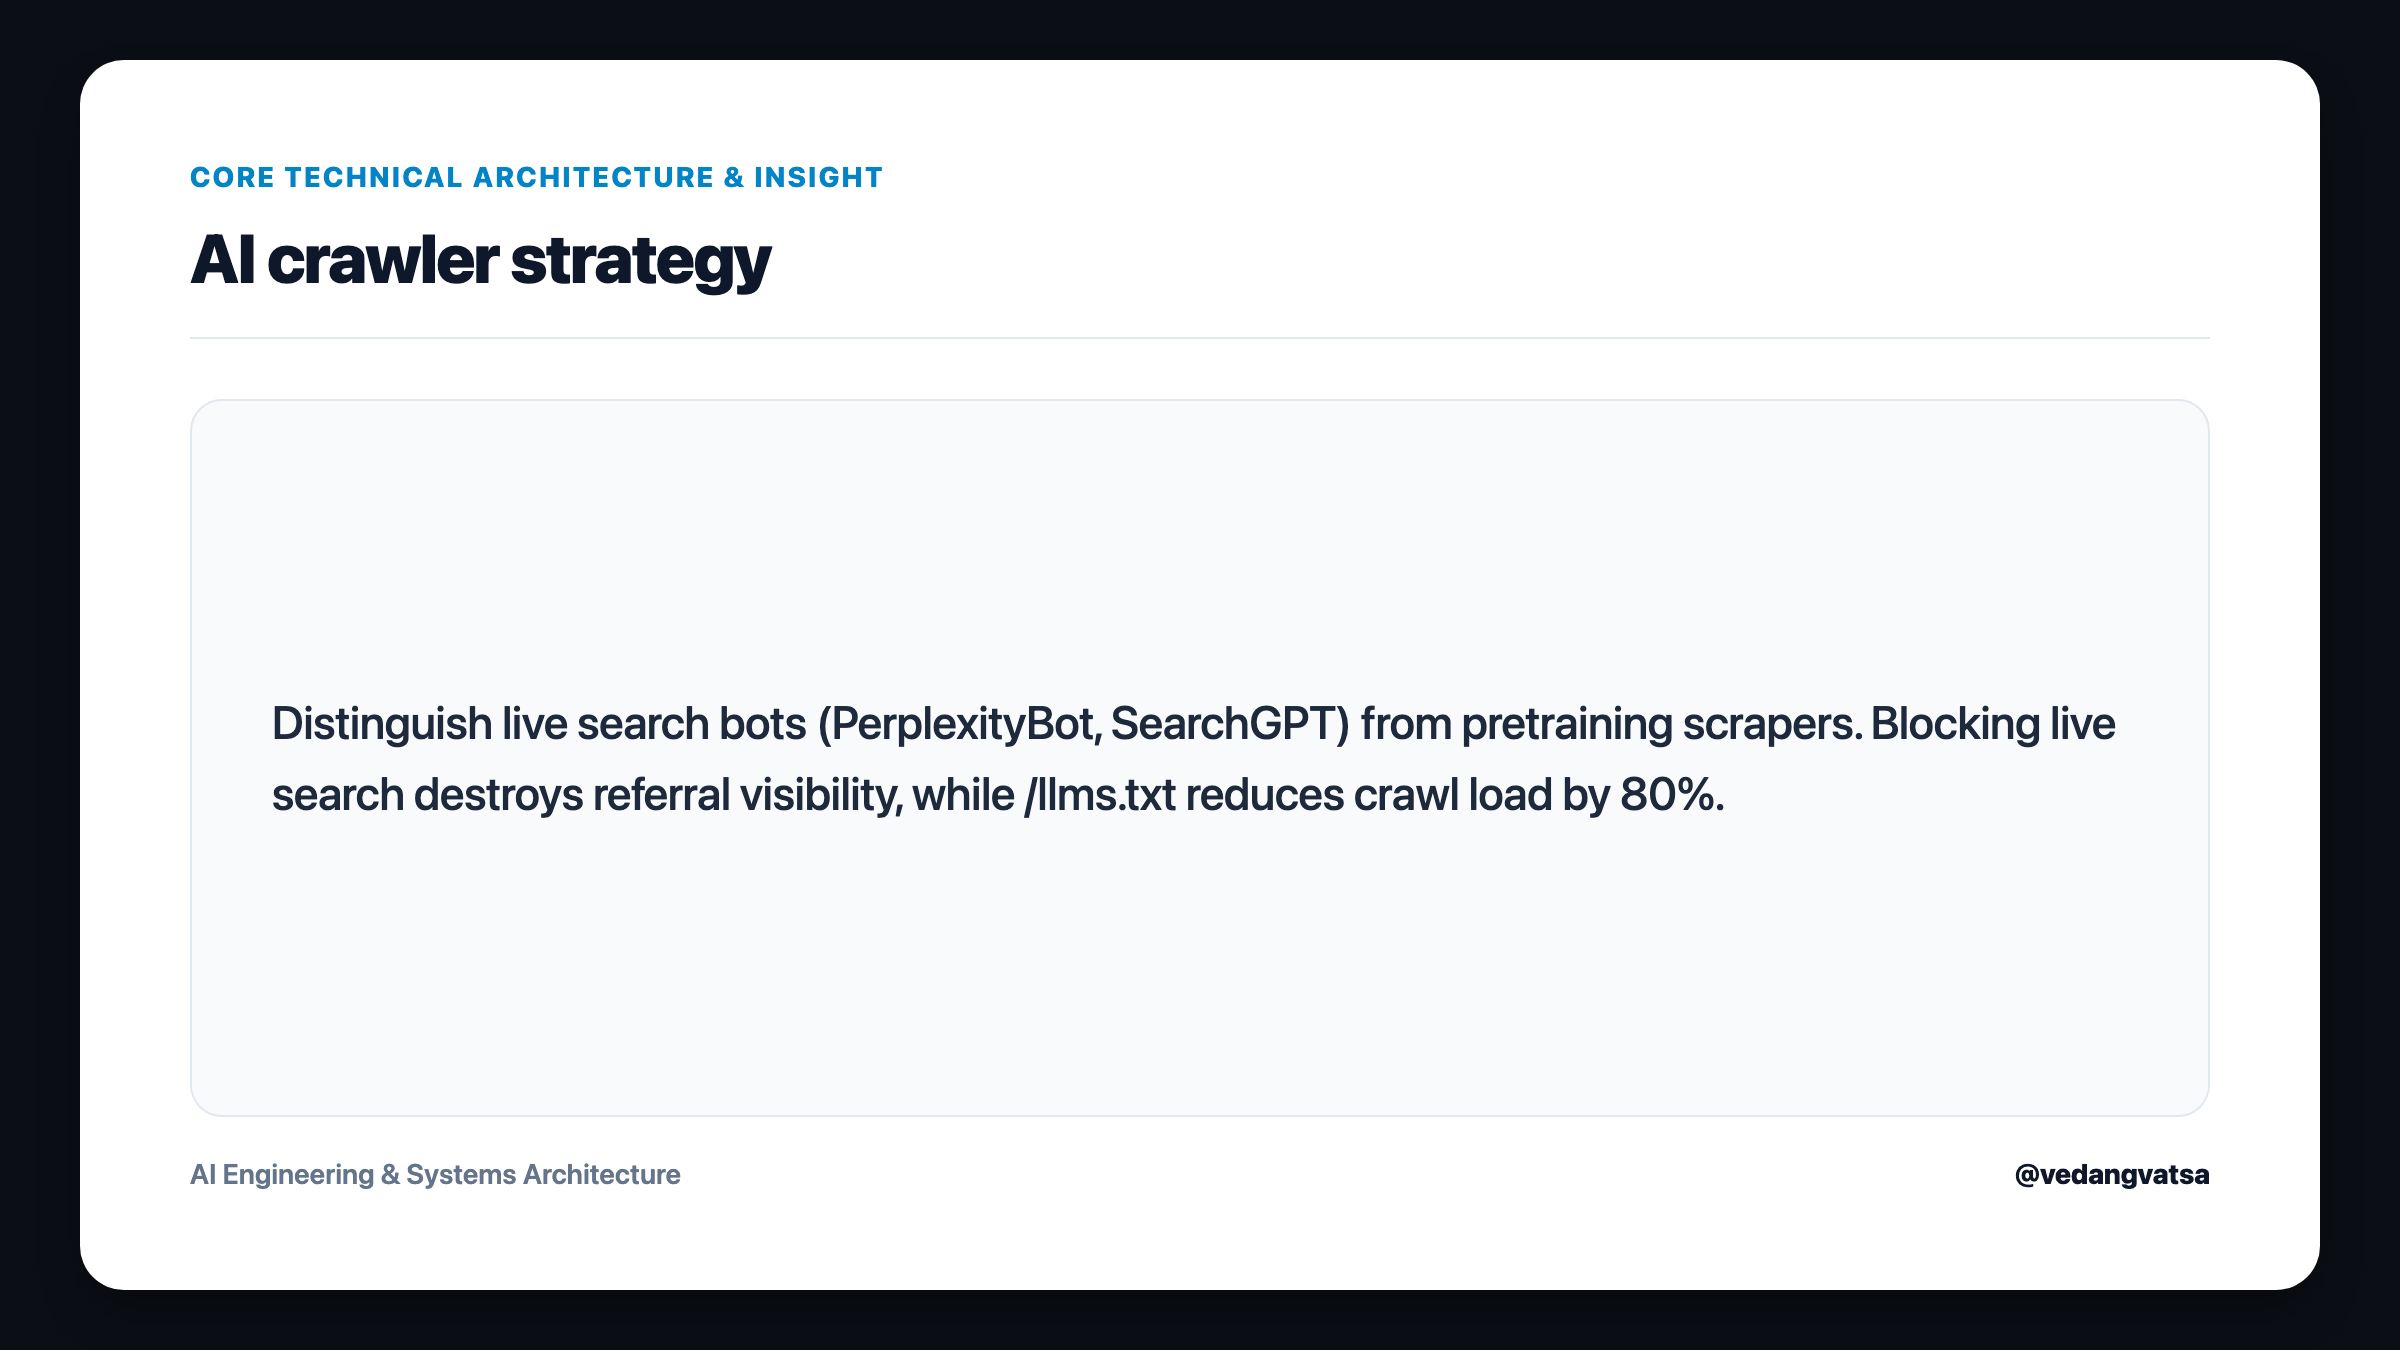 CORE TECHNICAL ARCHITECTURE & INSIGHT
AI crawler strategy
Distinguish live search bots (PerplexityBot, SearchGPT) from pretraining scrapers. Blocking live
search destroys referral visibility, while /llms.txt reduces crawl load by 80%.
AI Engineering & Systems Architecture
@vedangvatsa